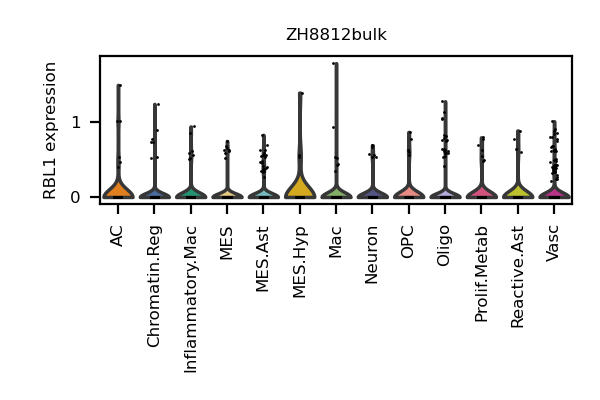 ZH8812bulk
RBL1 expression
1
0
AC
Chromatin.Reg
Inflammatory.Mac
MES
MES.Ast
MES.Hyp
Mac
Neuron
OPC
Oligo
Prolif.Metab
Reactive.Ast
Vasc